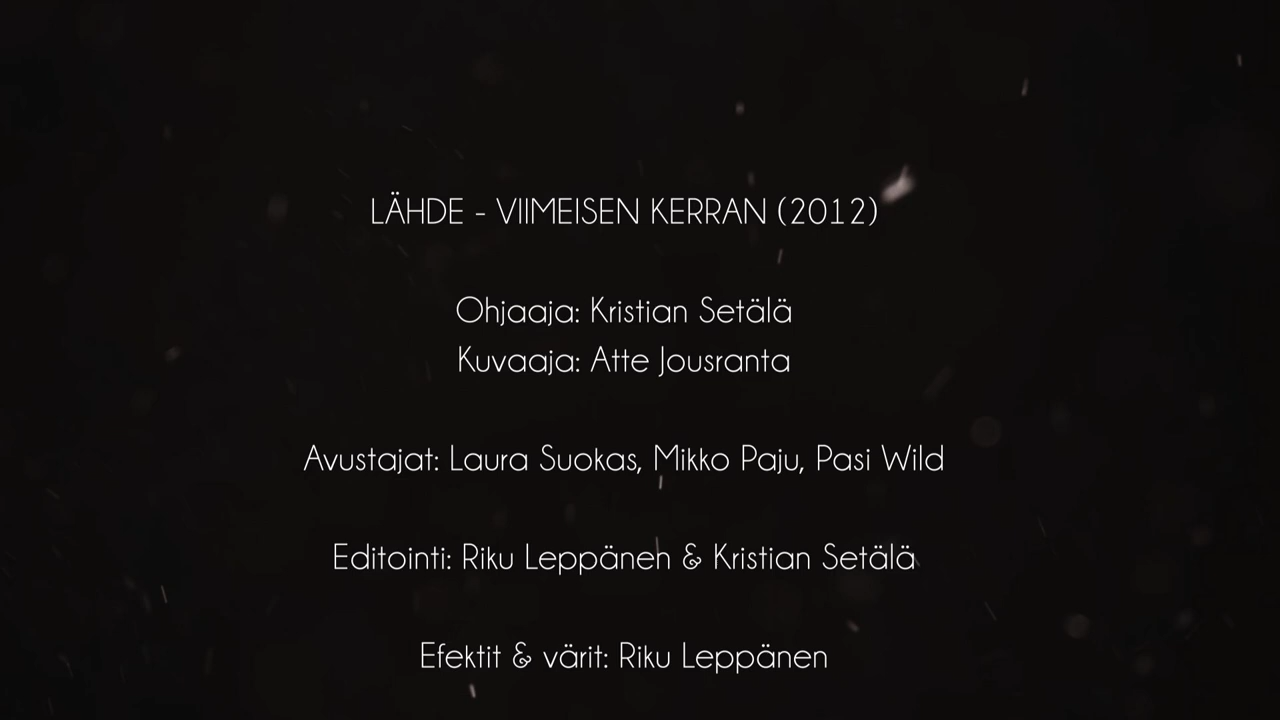 LÄHDE - VIIMEISEN KERRAN (2012)
Ohjaaja: Kristian Setälä
Kuvaaja: Atte Jousranta
Avustajat: Laura Suokas, Mikko Paju, Pasi Wild
Editointi: Riku Leppänen & Kristian Setälä
Efektit & värit: Riku Leppänen